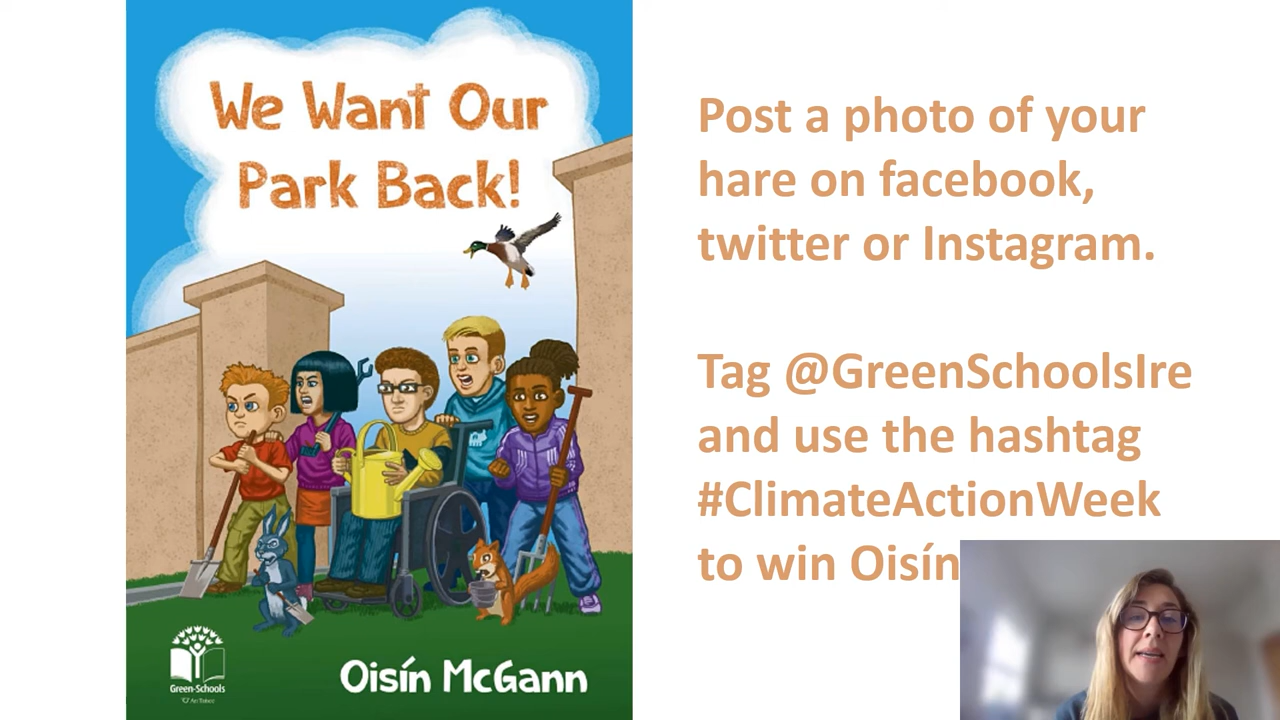 We Want Our
Park Back!
Green-Schools
Oisín McGann
Post a photo of your
hare on facebook,
twitter or Instagram.
Tag @GreenSchoolsIre
and use the hashtag
#ClimateActionWeek
to win Oisín